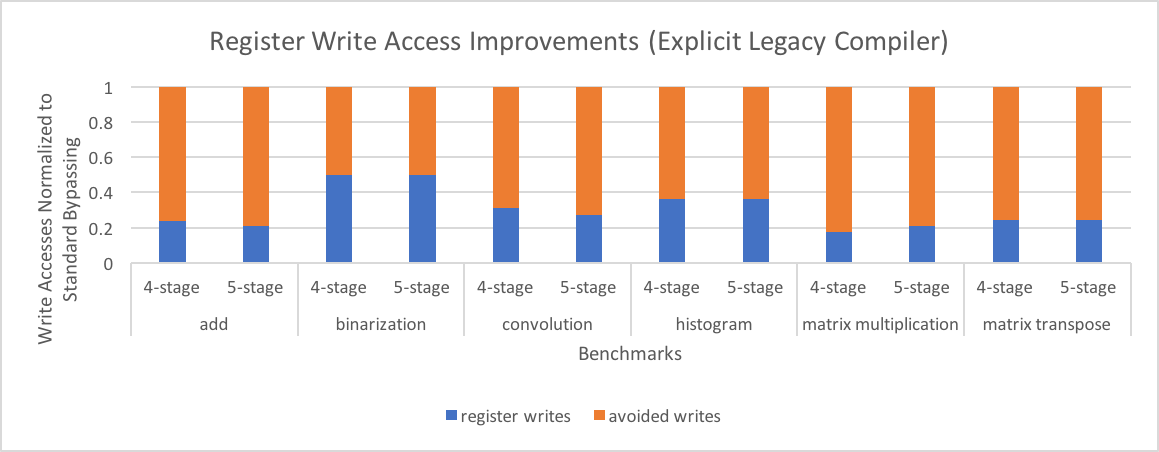 Register Write Access Improvements (Explicit Legacy Compiler)
Write Accesses Normalized to
Standard Bypassing
1
0.8
0.6
0.4
0.2
0
4-stage 5-stage 4-stage 5-stage 4-stage 5-stage 4-stage 5-stage 4-stage 5-stage 4-stage 5-stage
add binarization convolution histogram matrix multiplication matrix transpose
Benchmarks
register writes avoided writes